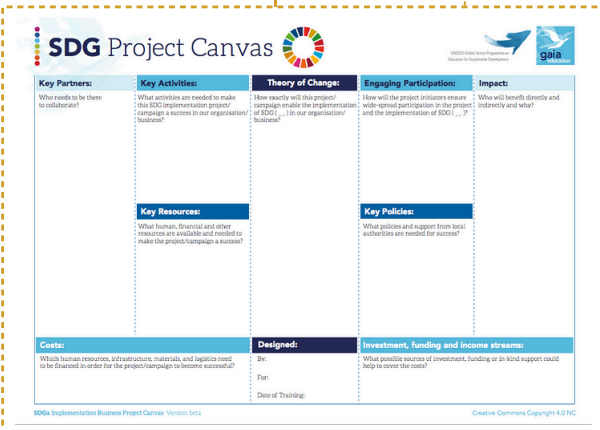 SDG Project Canvas
UNESCO Global Action Programme on
Education for Sustainable Development
gaia
education
Key Partners:
Who needs to be there
to collaborate?
Key Activities:
What activities are needed to make
this SDG implementation project/
campaign a success in our organisation/
business?
Key Resources:
What human, financial and other
resources are available and needed to
make the project/campaign a success?
Theory of Change:
How exactly will this project/
campaign enable the implementation
of SDG ( __ ) in our organisation/
business?
Engaging Participation:
How will the project initiators ensure
wide-spread participation in the project
and the implementation of SDG ( __ )?
Key Policies:
What policies and support from local
authorities are needed for success?
Impact:
Who will benefit directly and
indirectly and why?
Costs:
Which human resources, infrastructure, materials, and logistics need
to be financed in order for the project/campaign to become successful?
Designed:
By:
For:
Date of Training:
Investment, funding and income streams:
What possible sources of investment, funding or in-kind support could
help to cover the costs?
SDGs Implementation Business Project Canvas Version beta
Creative Commons Copyright 4.0 NC